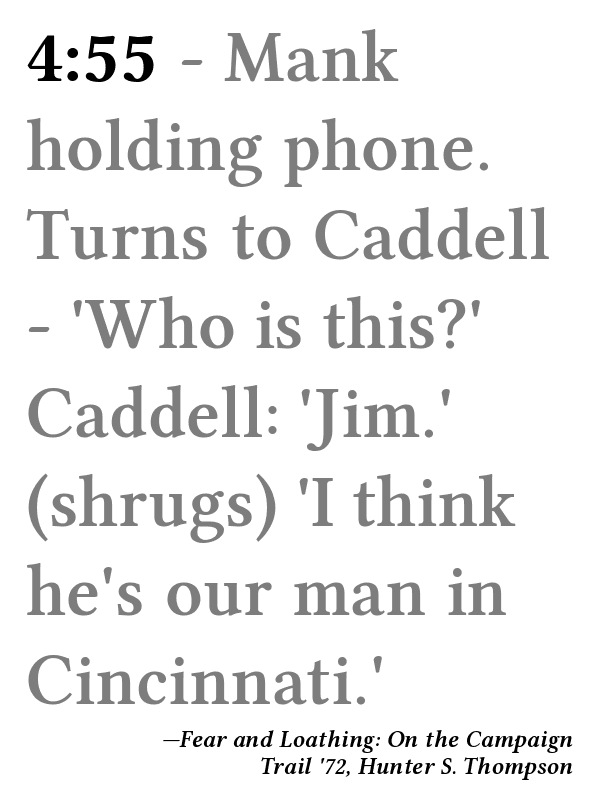 4:55 - Mank
holding phone.
Turns to Caddell
- 'Who is this?'
Caddell: 'Jim.'
(shrugs) 'I think
he's our man in
Cincinnati.'
—Fear and Loathing: On the Campaign
Trail '72, Hunter S. Thompson